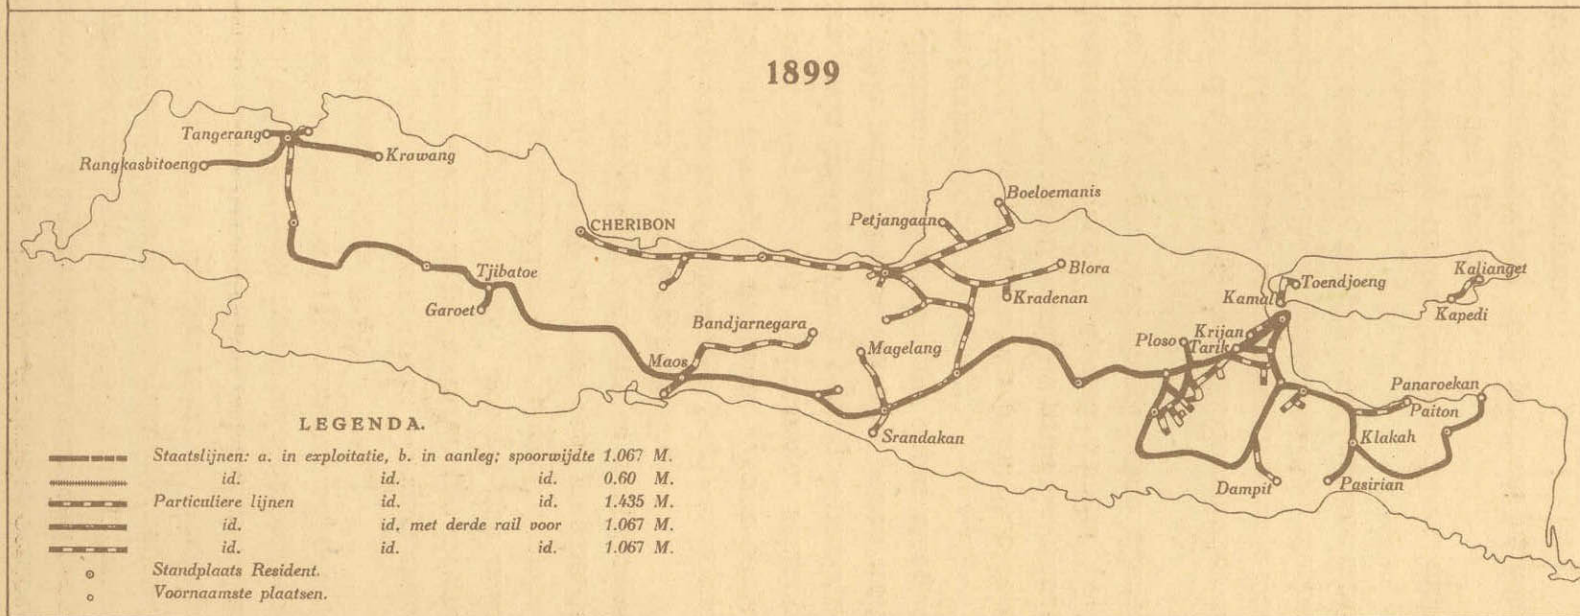 1899
Tangerang
Rangkasbitoeng
Krawang
Boeloemanis
Petjangaan
CHERIBON
Tjibatoe
Garoet
Blora
Kradenan
Kalianget
Toendjoeng
Kamal
Kapedi
Bandjarnegara
Magelang
Maos
Krijan
Ploso
Tarik
Panaroekan
Paiton
Klakah
Srandakan
Dampit
Pasirian
LEGENDA.
Staatslijnen: a. in exploitatie, b. in aanleg; spoorwijdte 1.067 M.
id. id. id. 0.60 M.
Particuliere lijnen id. id. 1.435 M.
id. id. met derde rail voor 1.067 M.
id. id. id. 1.067 M.
Standplaats Resident.
Voornaamste plaatsen.